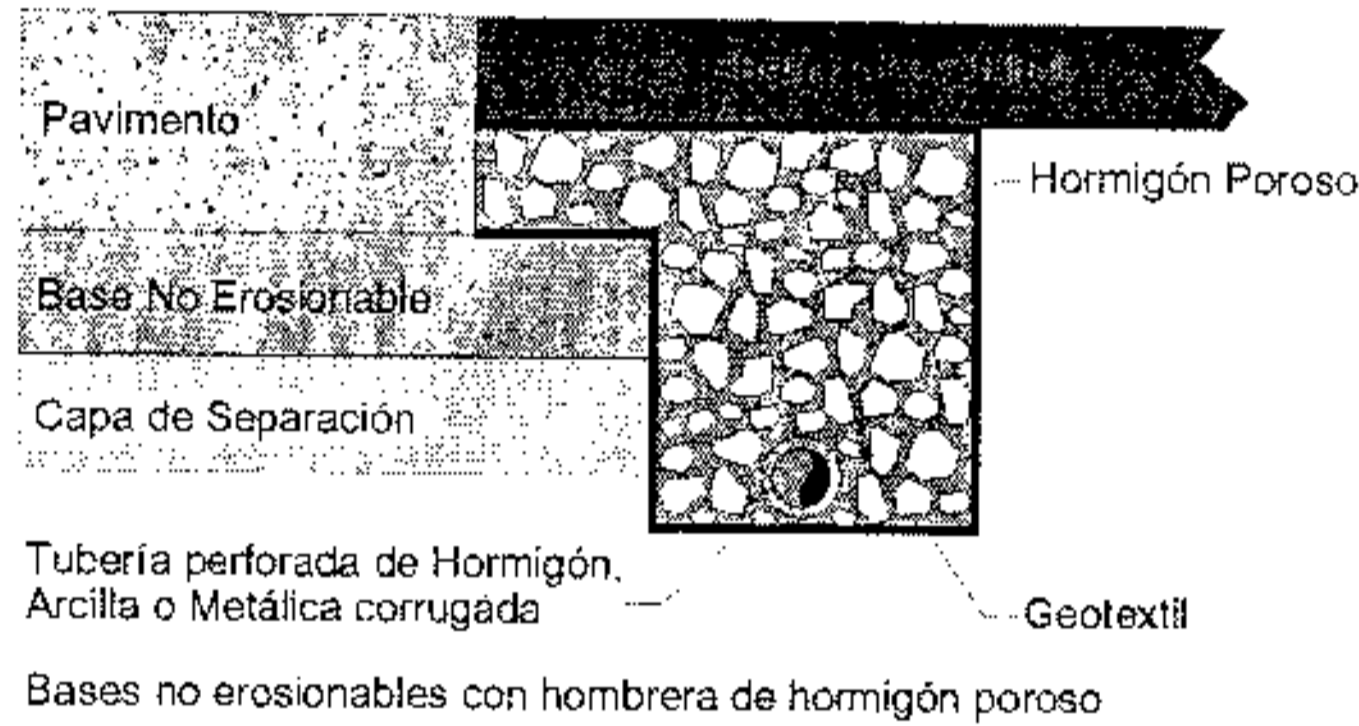 Pavimento
Hormigón Poroso
Base No Erosionable
Capa de Separación
Tubería perforada de Hormigón,
Arcilla o Metálica corrugada
Geotextil
Bases no erosionables con hombrera de hormigón poroso